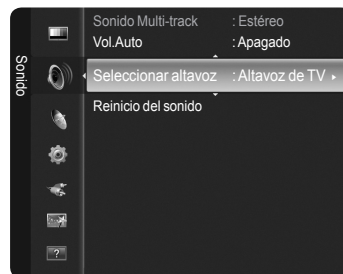 Sonido
Sonido Multi-track : Estéreo
Vol.Auto : Apagado
Seleccionar altavoz : Altavoz de TV
Reinicio del sonido
?